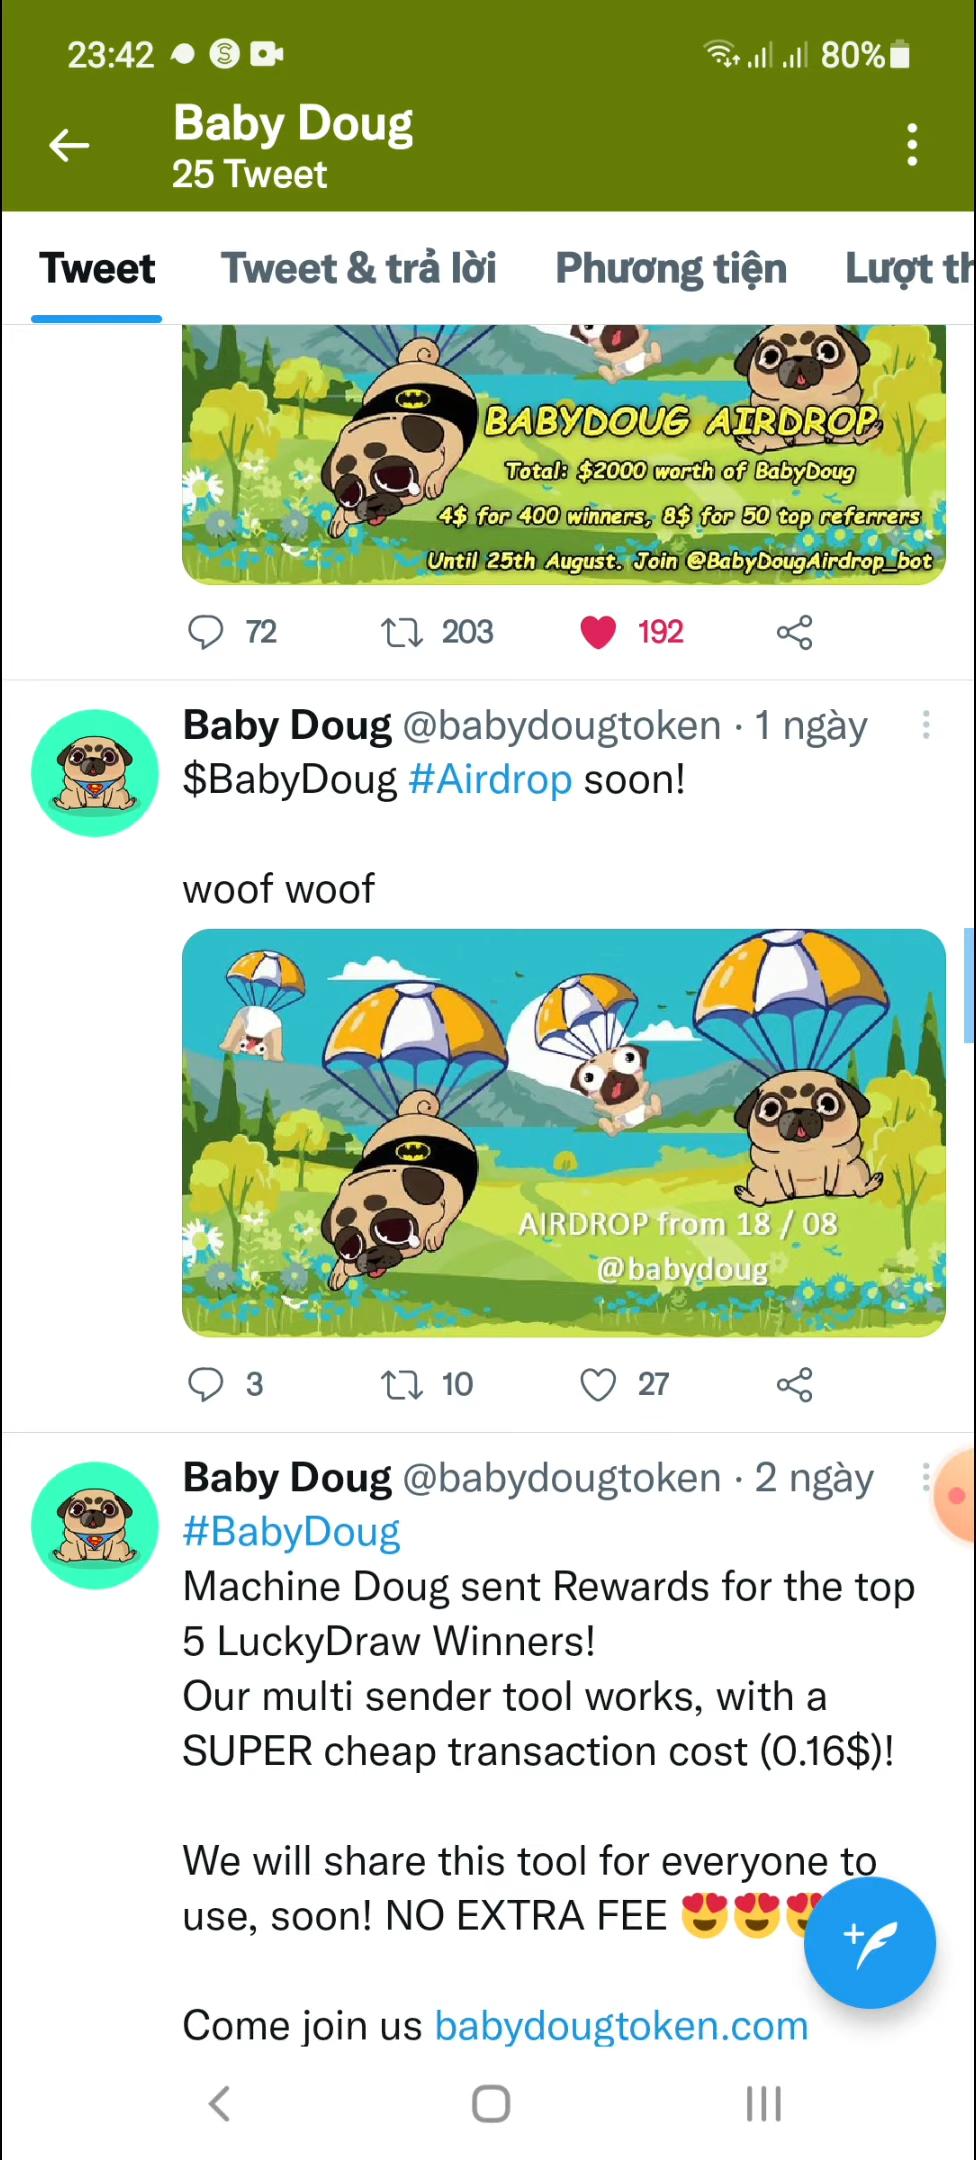 23:42
80%
Baby Doug
25 Tweet
Tweet
Tweet & trả lời
Phương tiện
Lượt th
BABYDOUG AIRDROP
Total: $2000 worth of BabyDoug
4$ for 400 winners, 8$ for 50 top referrers
Until 25th August. Join @BabyDougAirdrop_bot
72
203
192
Baby Doug @babydougtoken · 1 ngày
$BabyDoug #Airdrop soon!
woof woof
AIRDROP from 18 / 08
@babydoug
3
10
27
Baby Doug @babydougtoken · 2 ngày
#BabyDoug
Machine Doug sent Rewards for the top
5 LuckyDraw Winners!
Our multi sender tool works, with a
SUPER cheap transaction cost (0.16$)!
We will share this tool for everyone to
use, soon! NO EXTRA FEE 😍😍😍
Come join us babydougtoken.com